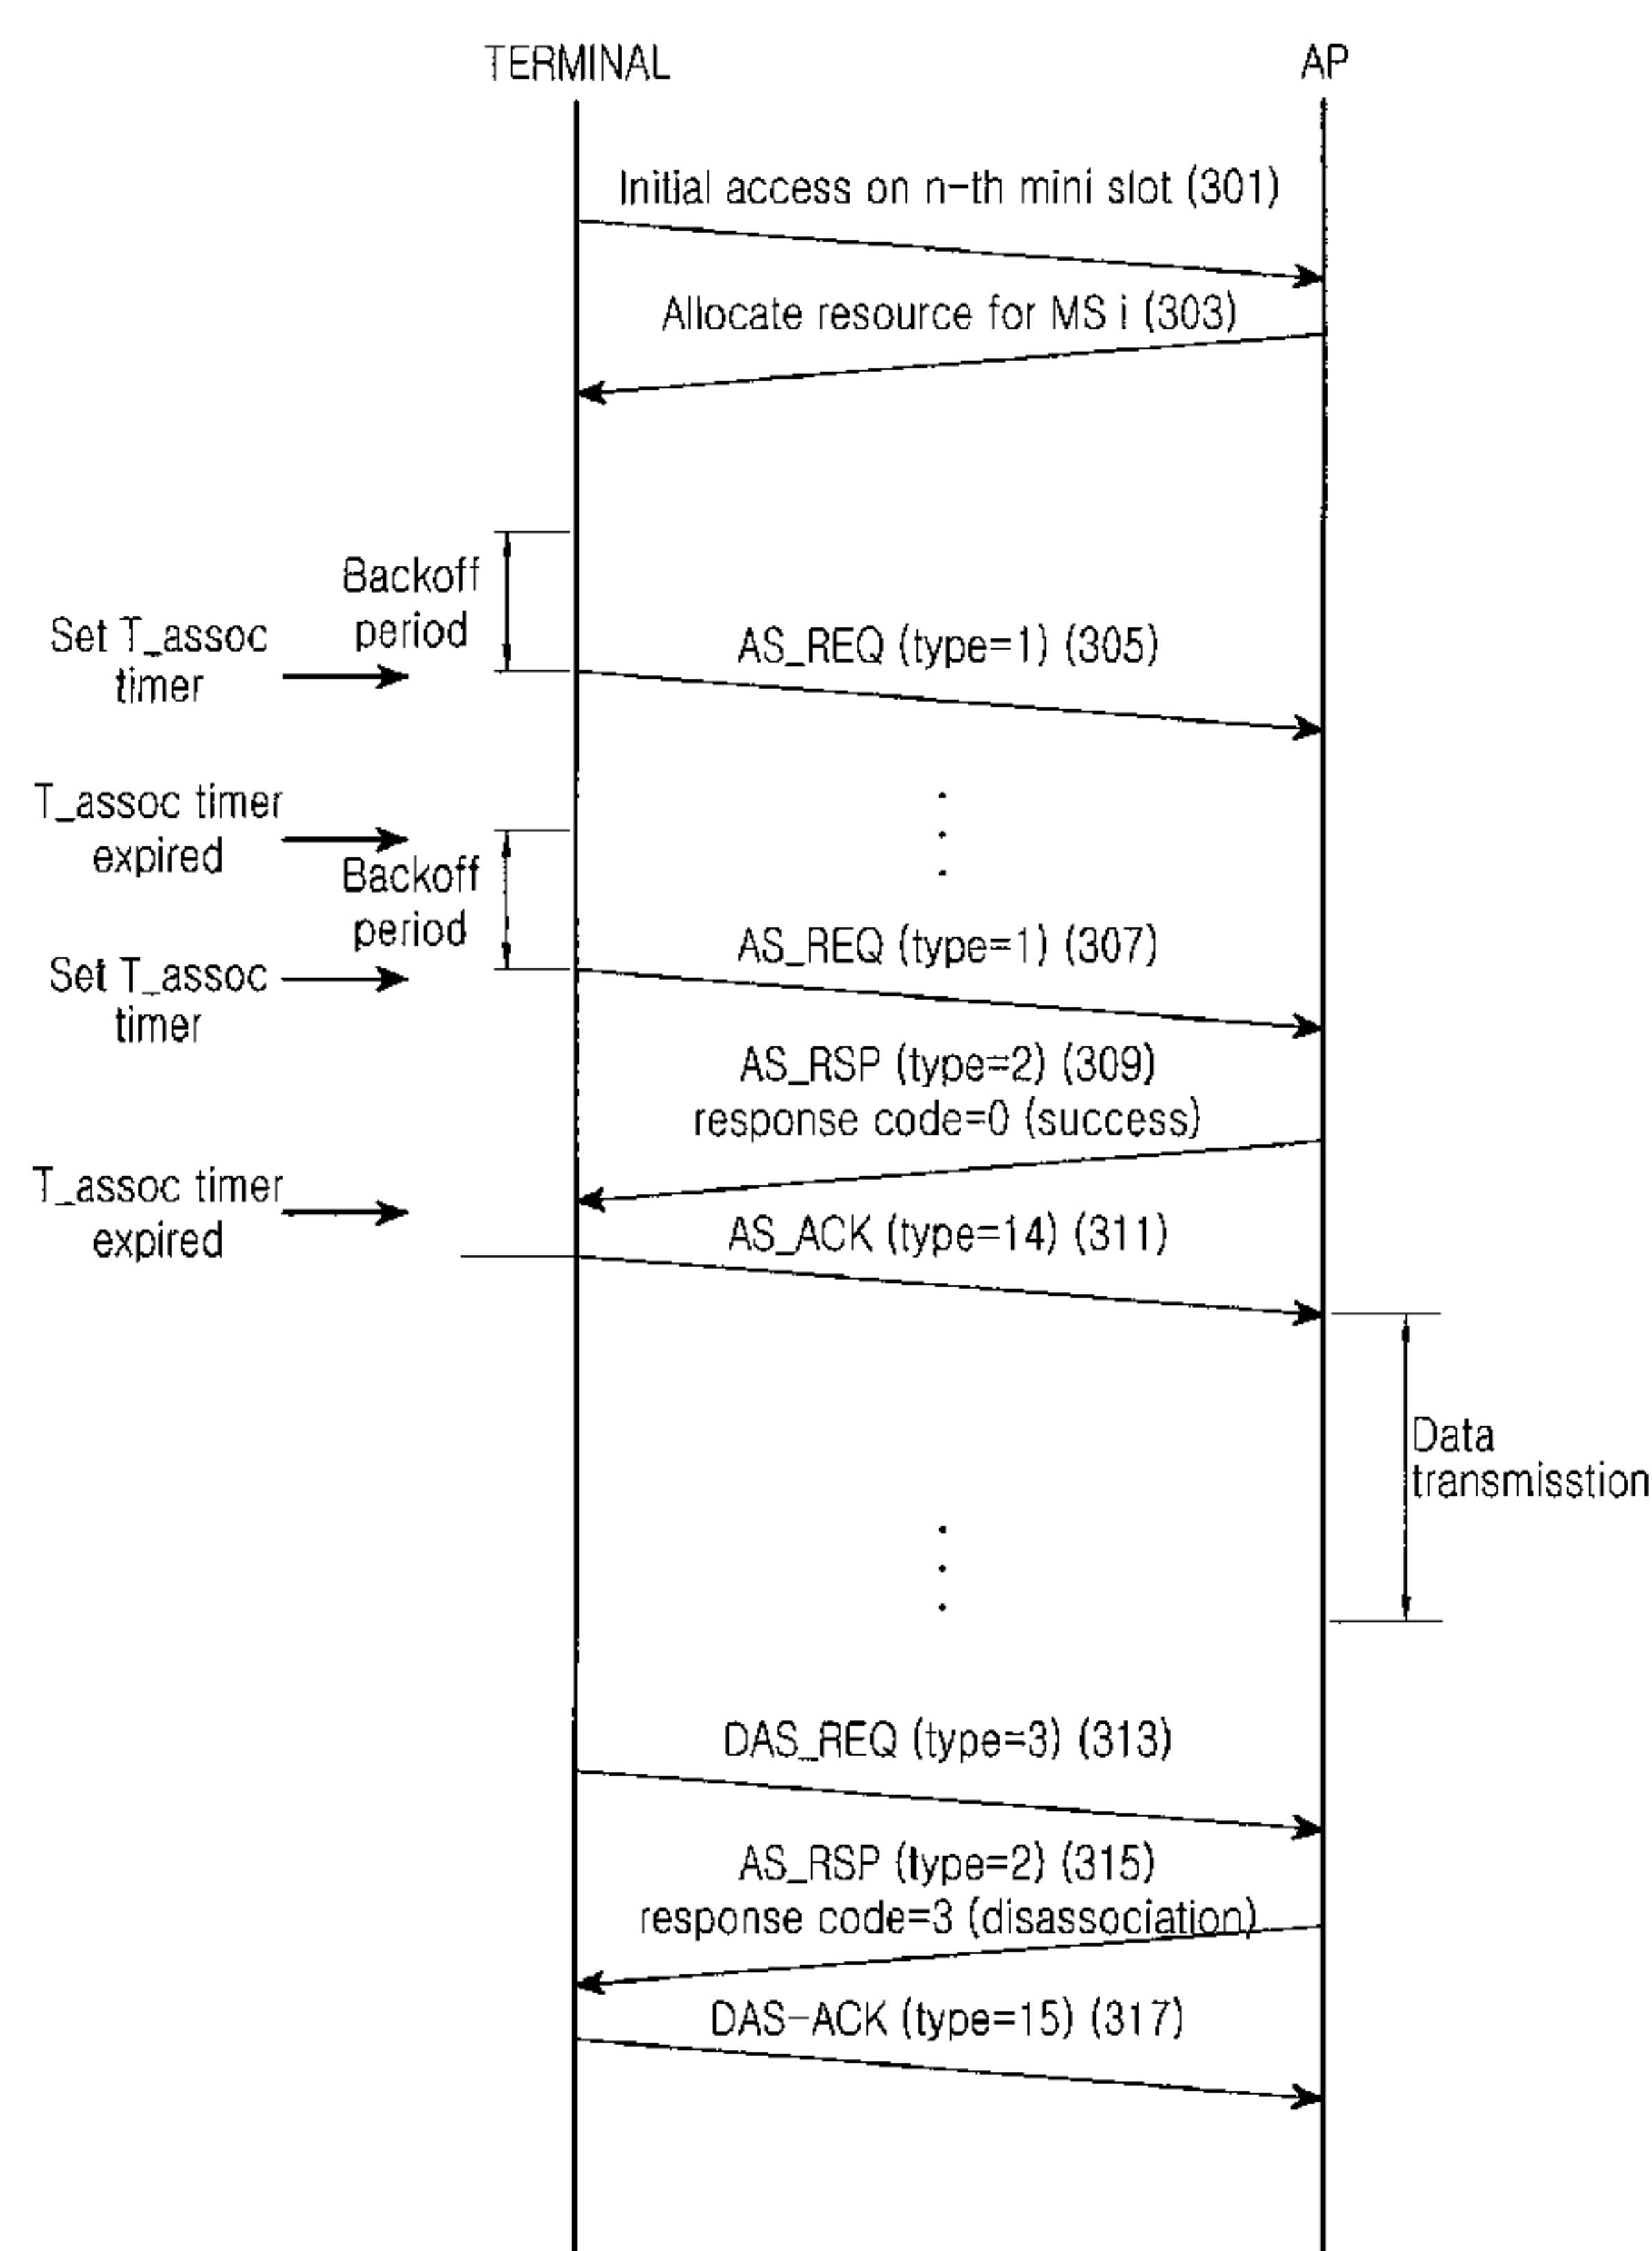 TERMINAL
AP
Initial access on n-th mini slot (301)
Allocate resource for MS i (303)
Backoff
period
Set T_assoc
timer
AS_REQ (type=1) (305)
T_assoc timer
expired
Backoff
period
AS_REQ (type=1) (307)
Set T_assoc
timer
AS_RSP (type=2) (309)
response code=0 (success)
T_assoc timer
expired
AS_ACK (type=14) (311)
Data
transmisstion
DAS_REQ (type=3) (313)
AS_RSP (type=2) (315)
response code=3 (disassociation)
DAS-ACK (type=15) (317)